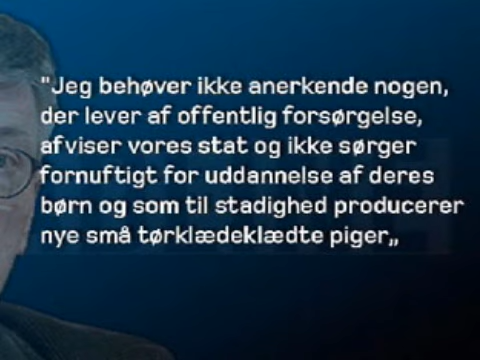 "Jeg behøver ikke anerkende nogen,
der lever af offentlig forsørgelse,
afviser vores stat og ikke sørger
fornuftigt for uddannelse af deres
børn og som til stadighed producerer
nye små tørklædeklædte piger„